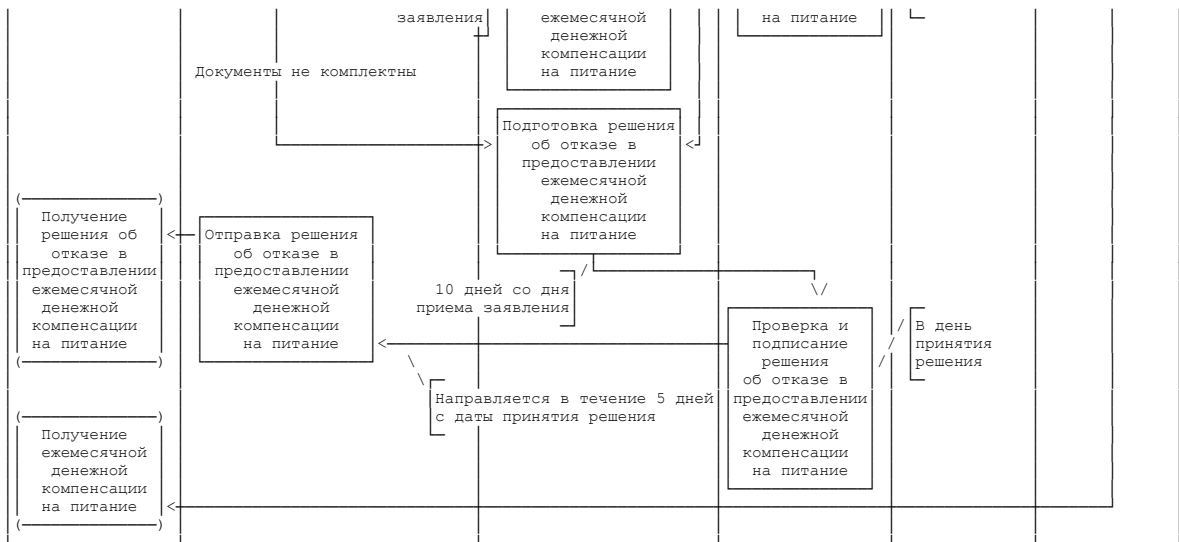 заявления
ежемесячной
денежной
компенсации
на питание
на питание
Документы не комплектны
Подготовка решения
об отказе в
предоставлении
ежемесячной
денежной
компенсации
на питание
Получение
решения об
отказе в
предоставлении
ежемесячной
денежной
компенсации
на питание
Отправка решения
об отказе в
предоставлении
ежемесячной
денежной
компенсации
на питание
10 дней со дня
приема заявления
Проверка и
подписание
решения
об отказе в
предоставлении
ежемесячной
денежной
компенсации
на питание
В день
принятия
решения
Направляется в течение 5 дней
с даты принятия решения
Получение
ежемесячной
денежной
компенсации
на питание